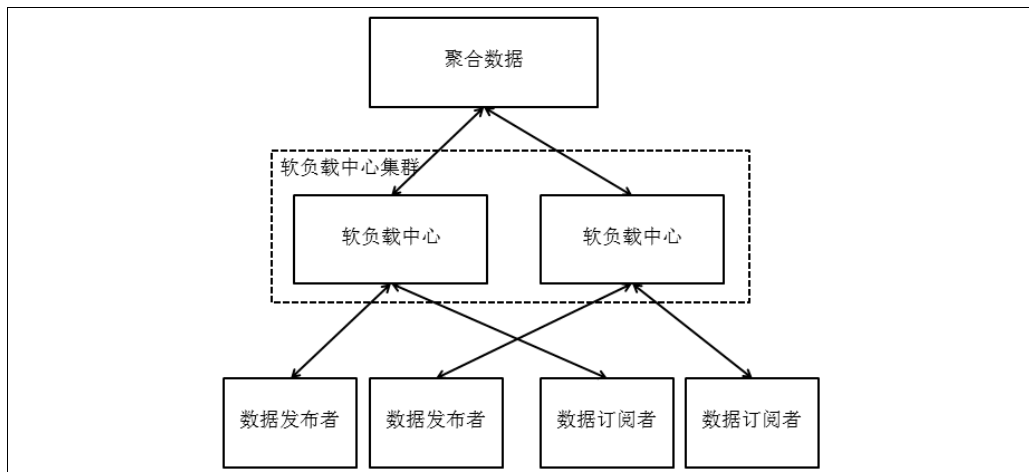 聚合数据
软负载中心集群
软负载中心
软负载中心
数据发布者
数据发布者
数据订阅者
数据订阅者